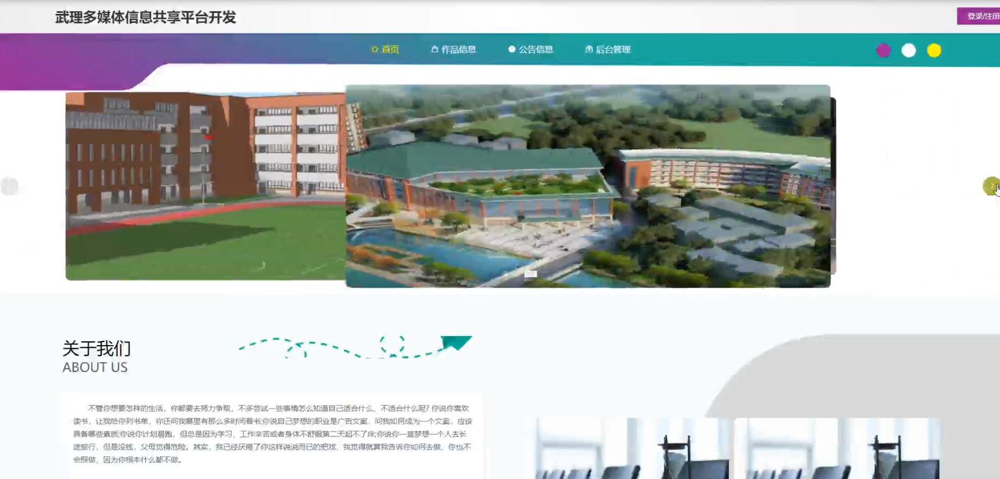 武理多媒体信息共享平台开发
登录/注册
首页
作品信息
公告信息
后台管理
关于我们
ABOUT US
不管你想要怎样的生活，你都要去努力争取，不多尝试一些事情怎么知道自己适合什么、不适合什么呢? 你说你喜欢
读书，让我给你列书单，你还问我哪里有那么多时间看书;你说自己梦想的职业是广告文案，问我如何成为一个文案，应该
具备哪些素质;你说你计划晨跑，但总是因为学习、工作辛苦或者身体不舒服第二天起不了床;你说你一直梦想一个人去长
途旅行，但是没钱，父母觉得危险。其实，我已经厌倦了你这样说说而已的把戏，我觉得就算我告诉你如何去做，你也不
会照做，因为你根本什么都不做。